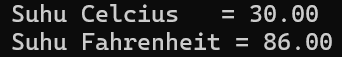 Suhu Celcius   = 30.00
Suhu Fahrenheit = 86.00